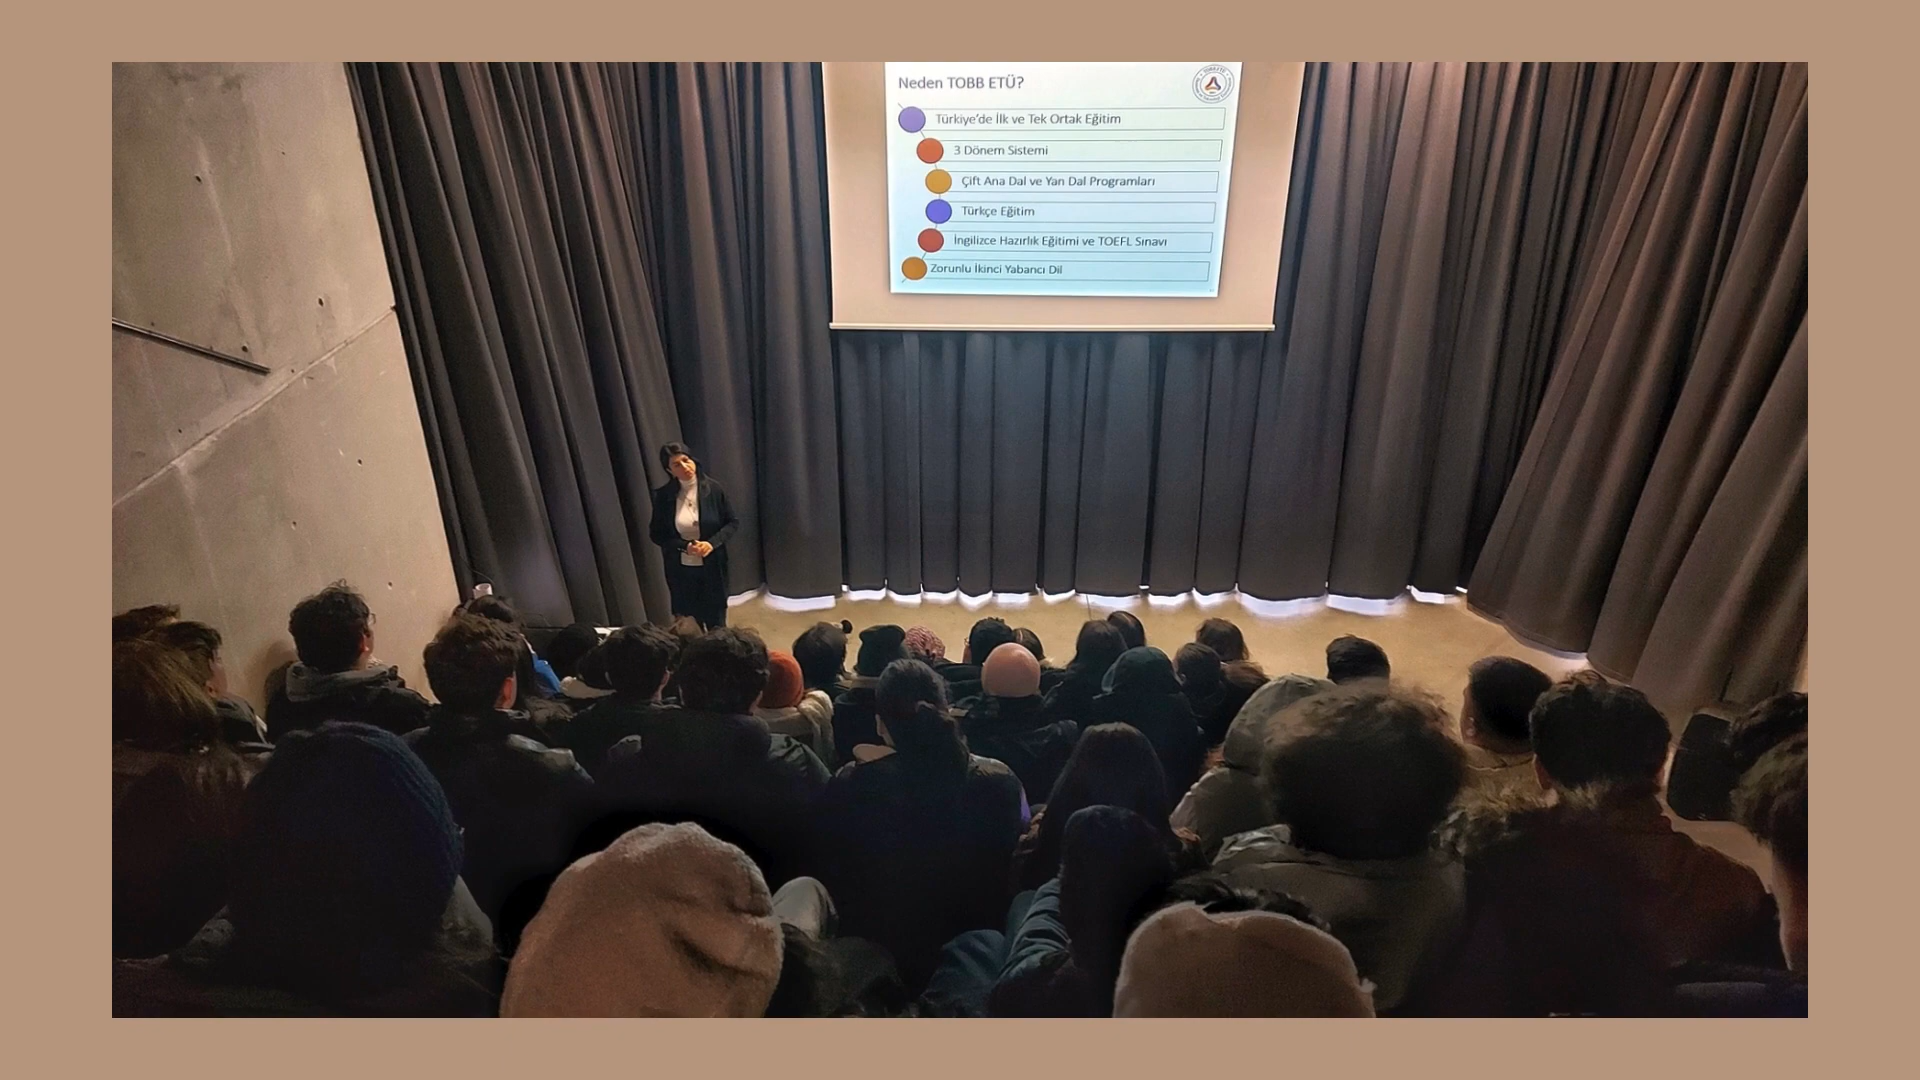 Neden TOBB ETÜ?
Türkiye'de İlk ve Tek Ortak Eğitim
3 Dönem Sistemi
Çift Ana Dal ve Yan Dal Programları
Türkçe Eğitim
İngilizce Hazırlık Eğitimi ve TOEFL Sınavı
Zorunlu İkinci Yabancı Dil